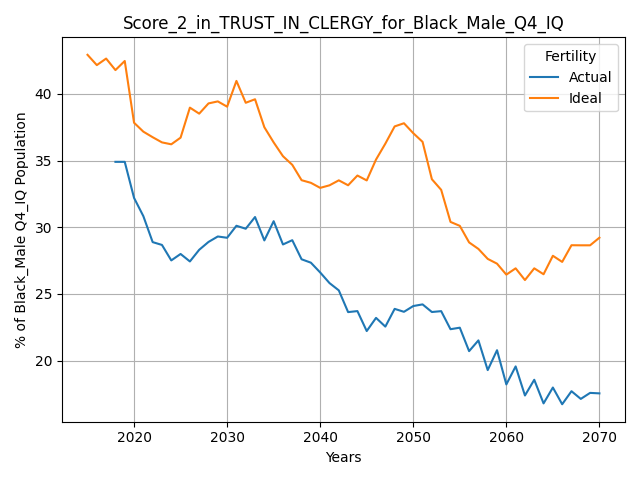 Score_2_in_TRUST_IN_CLERGY_for_Black_Male_Q4_IQ
Fertility
Actual
Ideal
% of Black_Male Q4_IQ Population
40
35
30
25
20
2020 2030 2040 2050 2060 2070
Years